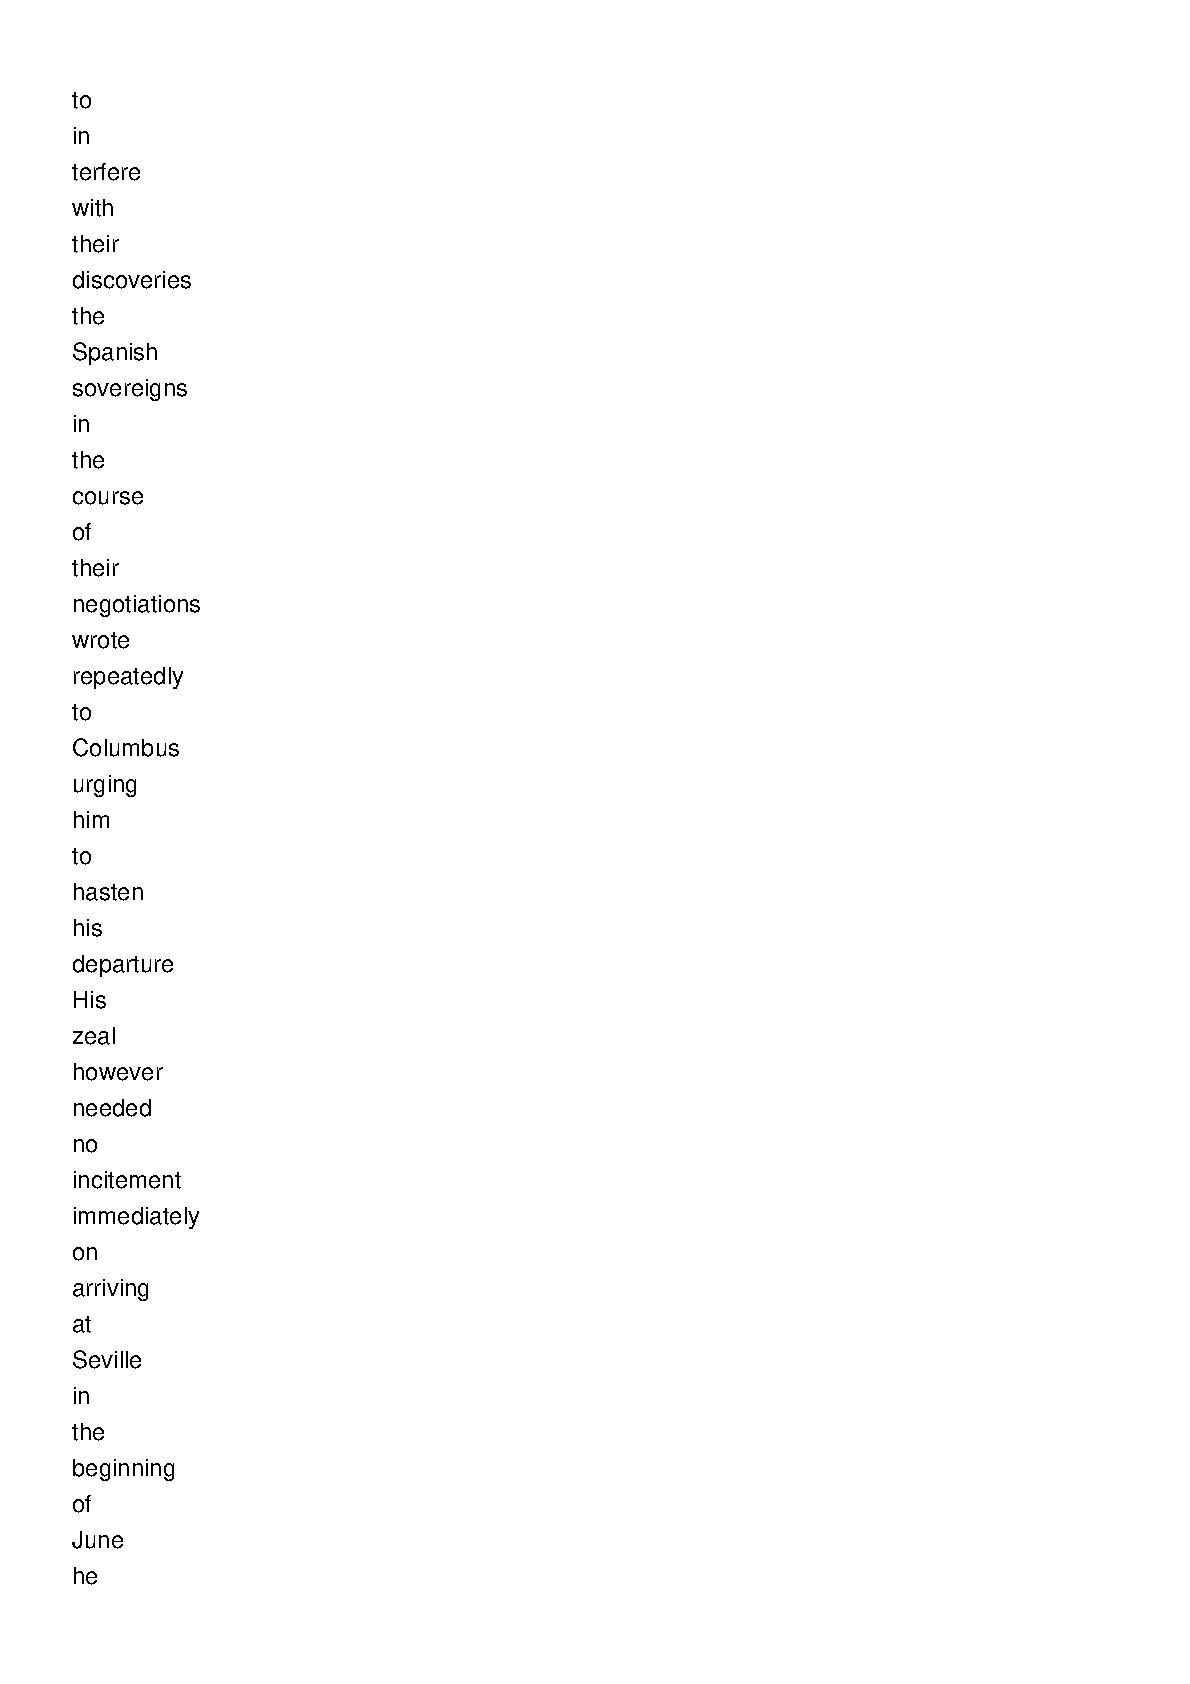 to
in
terfere
with
their
discoveries
the
Spanish
sovereigns
in
the
course
of
their
negotiations
wrote
repeatedly
to
Columbus
urging
him
to
hasten
his
departure
His
zeal
however
needed
no
incitement
immediately
on
arriving
at
Seville
in
the
beginning
of
June
he